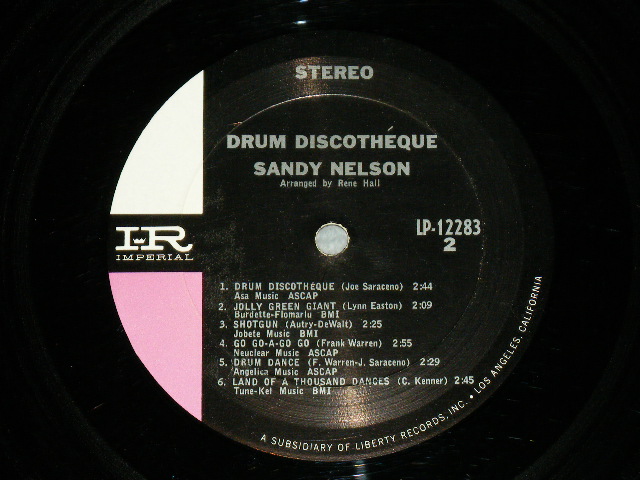 STEREO
DRUM DISCOTHÉQUE
SANDY NELSON
Arranged by Rene Hall
LP-12283
2
IR
IMPERIAL
1. DRUM DISCOTHÉQUE (Joe Saraceno) 2:44
Asa Music ASCAP
2. JOLLY GREEN GIANT (Lynn Easton) 2:09
Burdette-Flomarlu BMI
3. SHOTGUN (Autry-DeWalt) 2:25
Jobete Music BMI
4. GO GO-A-GO GO (Frank Warren) 2:55
Neuclear Music ASCAP
5. DRUM DANCE (F. Warren-J. Saraceno) 2:29
Angelica Music ASCAP
6. LAND OF A THOUSAND DANCES (C. Kenner) 2:45
Tune-Kel Music BMI
A SUBSIDIARY OF LIBERTY RECORDS, INC. • LOS ANGELES, CALIFORNIA